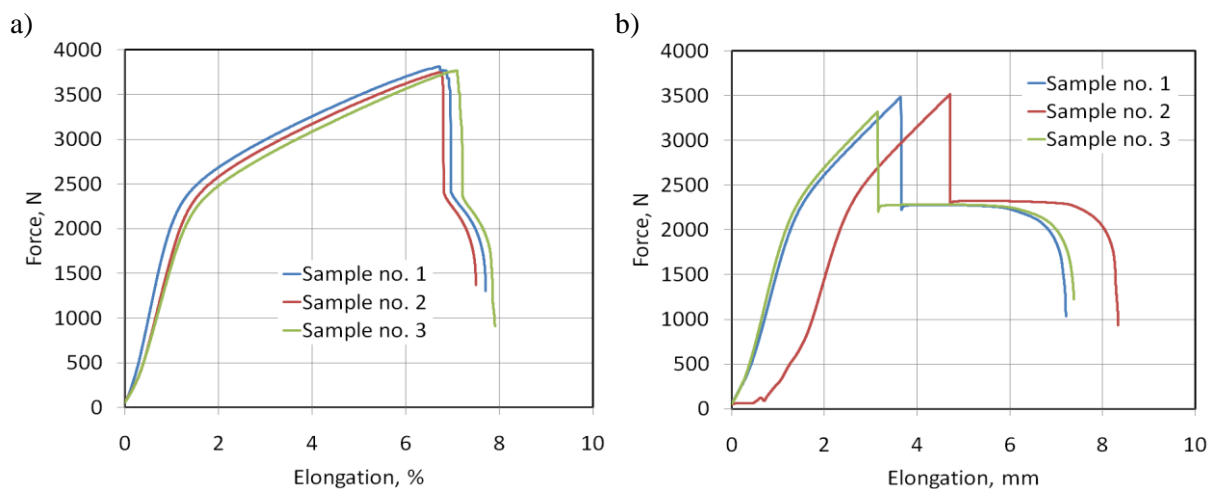 a)
4000
3500
3000
2500
2000
1500
1000
500
0
Force, N
Sample no. 1
Sample no. 2
Sample no. 3
0 2 4 6 8 10
Elongation, %
b)
4000
3500
3000
2500
2000
1500
1000
500
0
Force, N
Sample no. 1
Sample no. 2
Sample no. 3
0 2 4 6 8 10
Elongation, mm